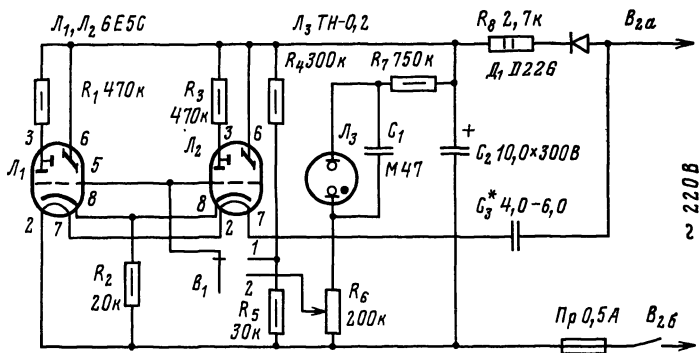 Л₁, Л₂ 6Е5С
Л₃ ТН-0,2
R₈ 2,7к
В₂а
R₄ 300к
R₇ 750к
Д₁ Д226
R₁ 470к
R₃
470к
3
6
3
6
Л₁
5
Л₂
Л₃
C₁
М47
+
C₂ 10,0×300В
8
8
2
7
2
7
C₃* 4,0-6,0
~ 220В
R₂
20к
В₁
1
2
R₅
30к
R₆
200к
Пр 0,5А
В₂б